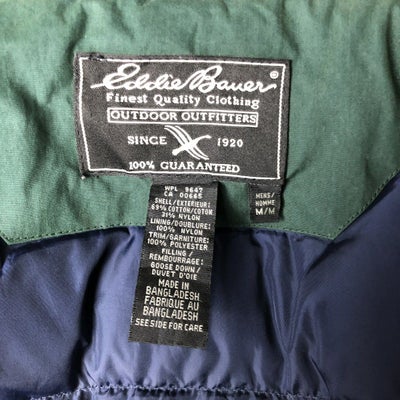 Eddie Bauer
Finest Quality Clothing
OUTDOOR OUTFITTERS
SINCE 1920
100% GUARANTEED
WPL 9647
CA 00665
SHELL/EXTERIEUR:
69% COTTON/COTON
31% NYLON
LINING/DOUBLURE:
100% NYLON
TRIM/GARNITURE:
100% POLYESTER
FILLING/
REMBOURRAGE:
GOOSE DOWN/
DUVET D'OIE
MADE IN
BANGLADESH
FABRIQUE AU
BANGLADESH
SEE SIDE FOR CARE
MENS/
HOMME
M/M